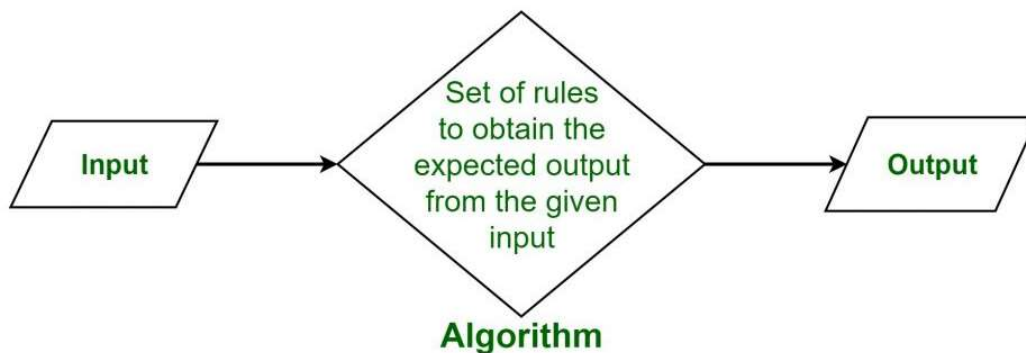 Input
Set of rules
to obtain the
expected output
from the given
input
Output
Algorithm